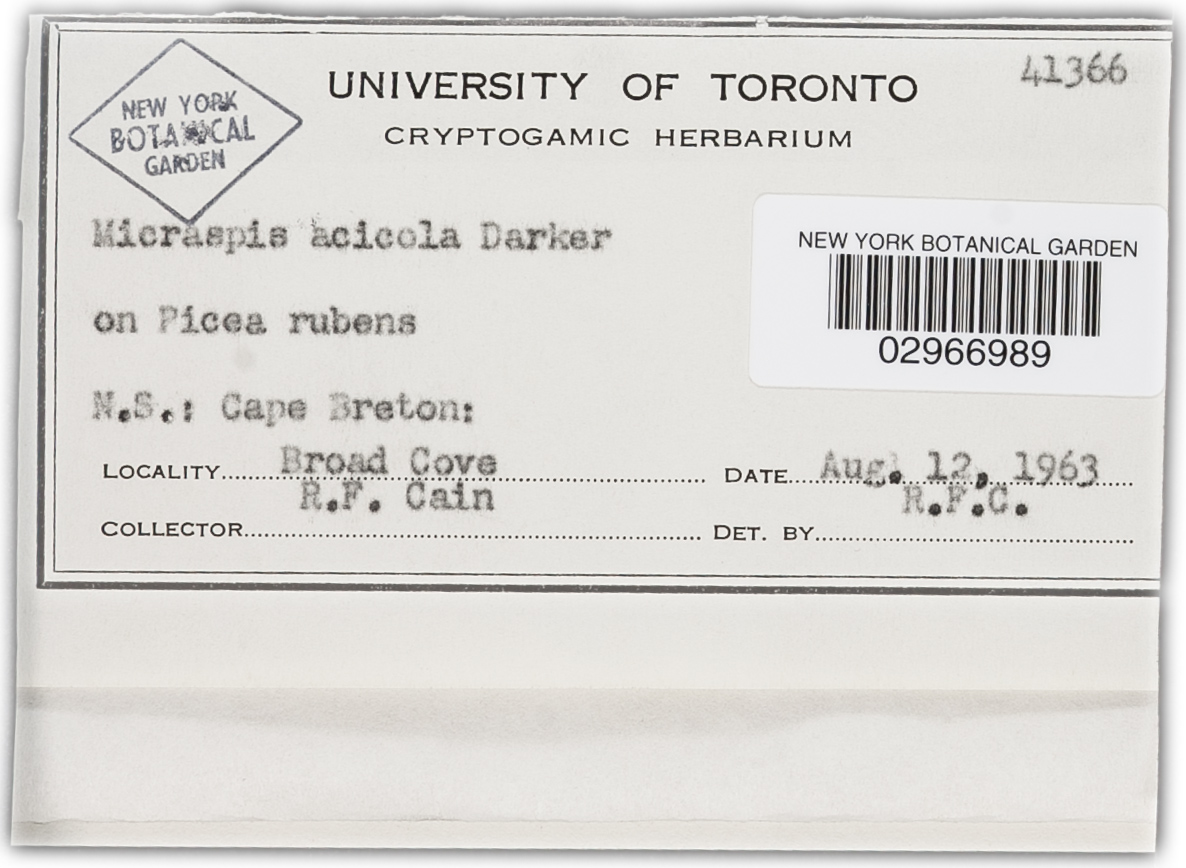 NEW YORK
BOTANICAL
GARDEN
UNIVERSITY OF TORONTO
CRYPTOGAMIC HERBARIUM
41366
Micraspis acicola Darker
on Picea rubens
NEW YORK BOTANICAL GARDEN
02966989
N.S.: Cape Breton:
LOCALITY Broad Cove
DATE Aug. 12, 1963
COLLECTOR R.F. Cain
DET. BY R.F.C.